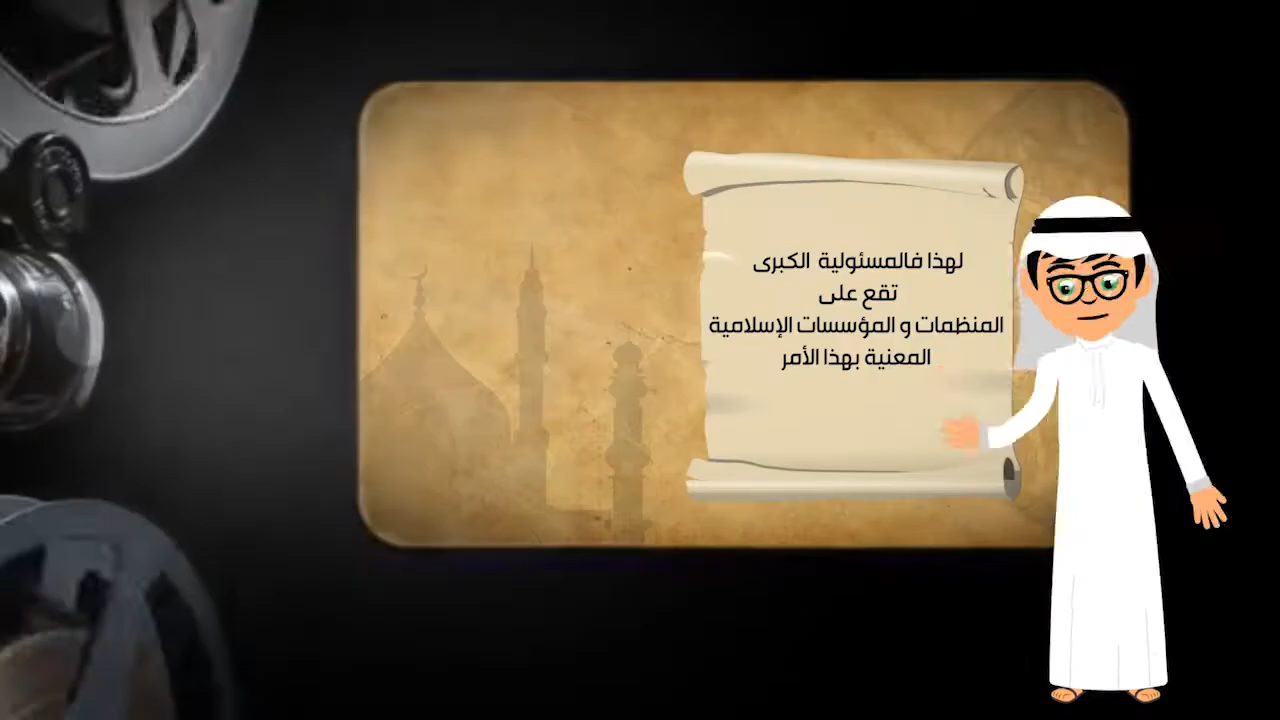 لهذا فالمسئولية الكبرى
تقع على
المنظمات و المؤسسات الإسلامية
المعنية بهذا الأمر